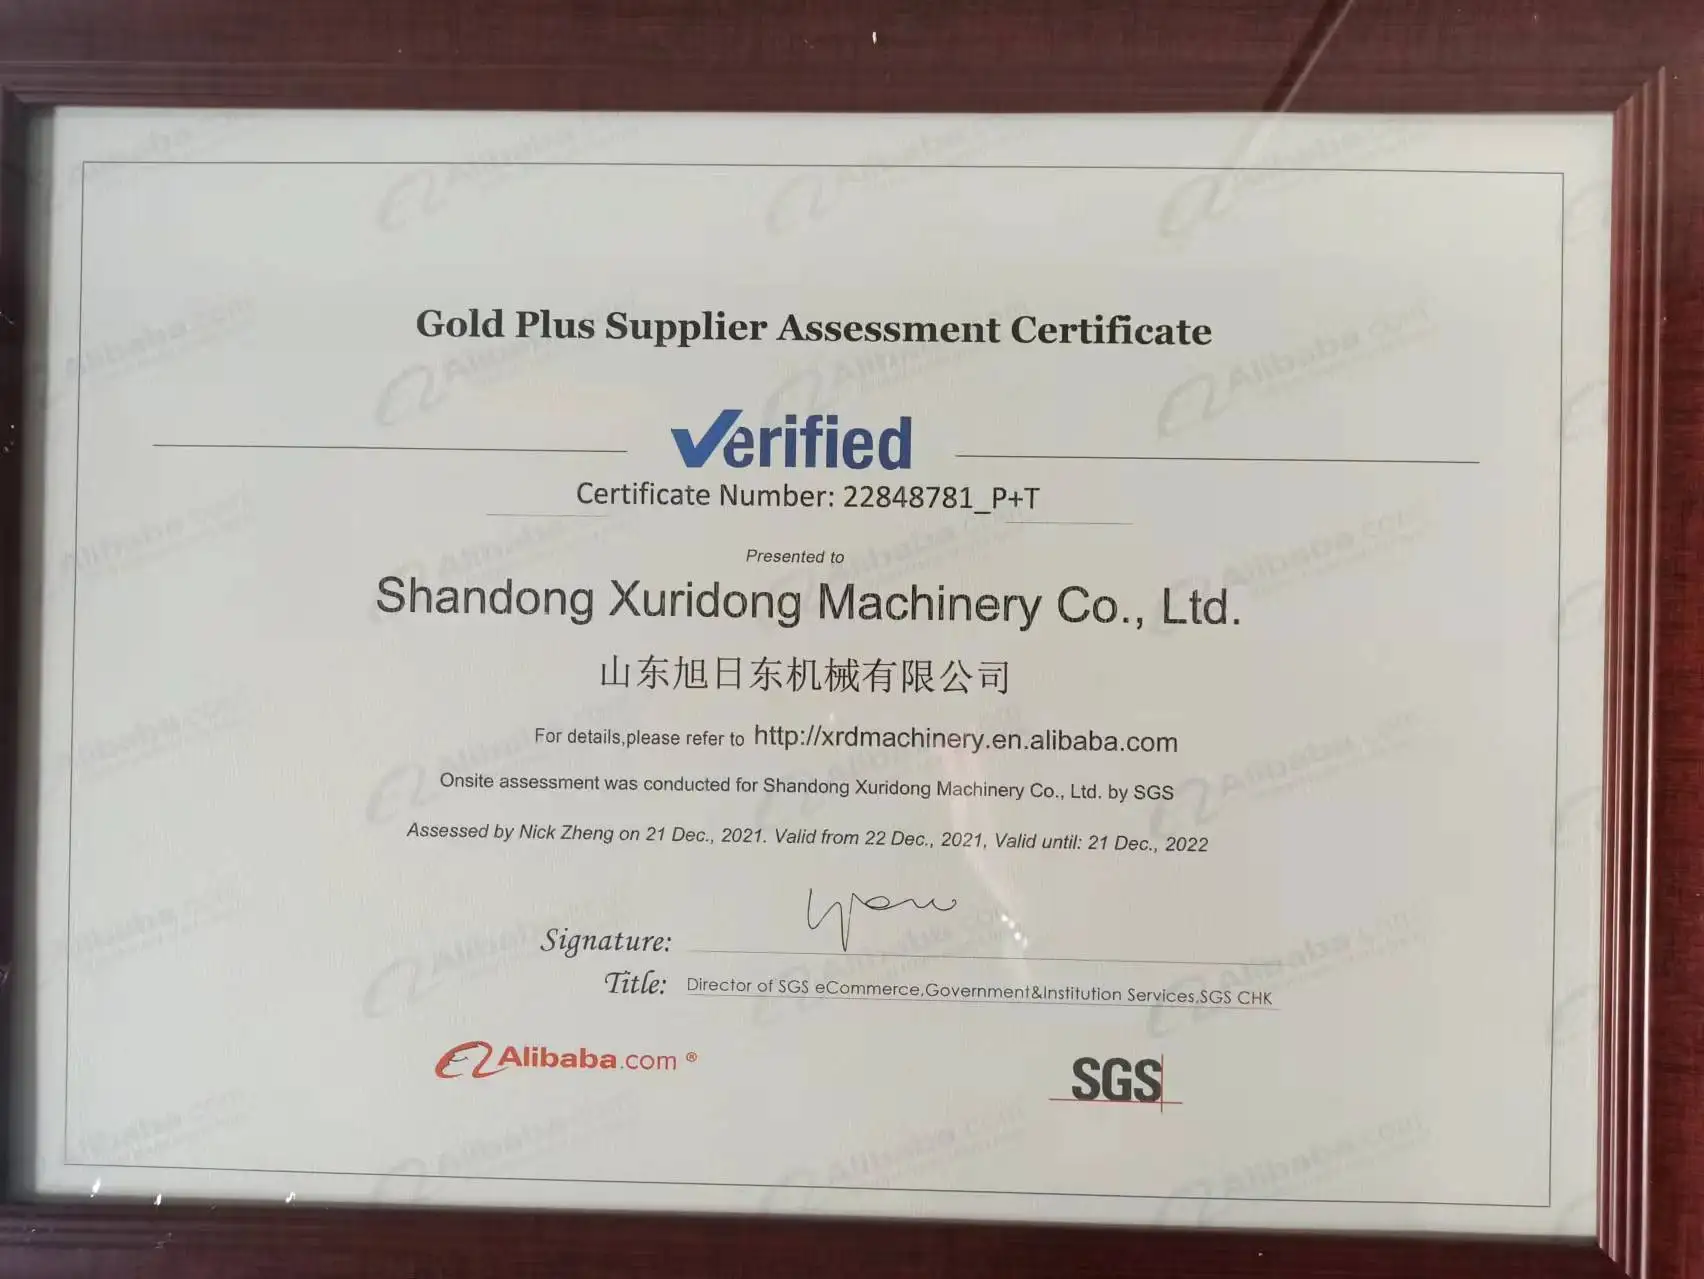 Gold Plus Supplier Assessment Certificate
Verified
Certificate Number: 22848781_P+T
Presented to
Shandong Xuridong Machinery Co., Ltd.
山东旭日东机械有限公司
For details,please refer to http://xrdmachinery.en.alibaba.com
Onsite assessment was conducted for Shandong Xuridong Machinery Co., Ltd. by SGS
Assessed by Nick Zheng on 21 Dec., 2021. Valid from 22 Dec., 2021, Valid until: 21 Dec., 2022
Signature:
Title: Director of SGS eCommerce,Government&Institution Services,SGS CHK
Alibaba.com ®
SGS